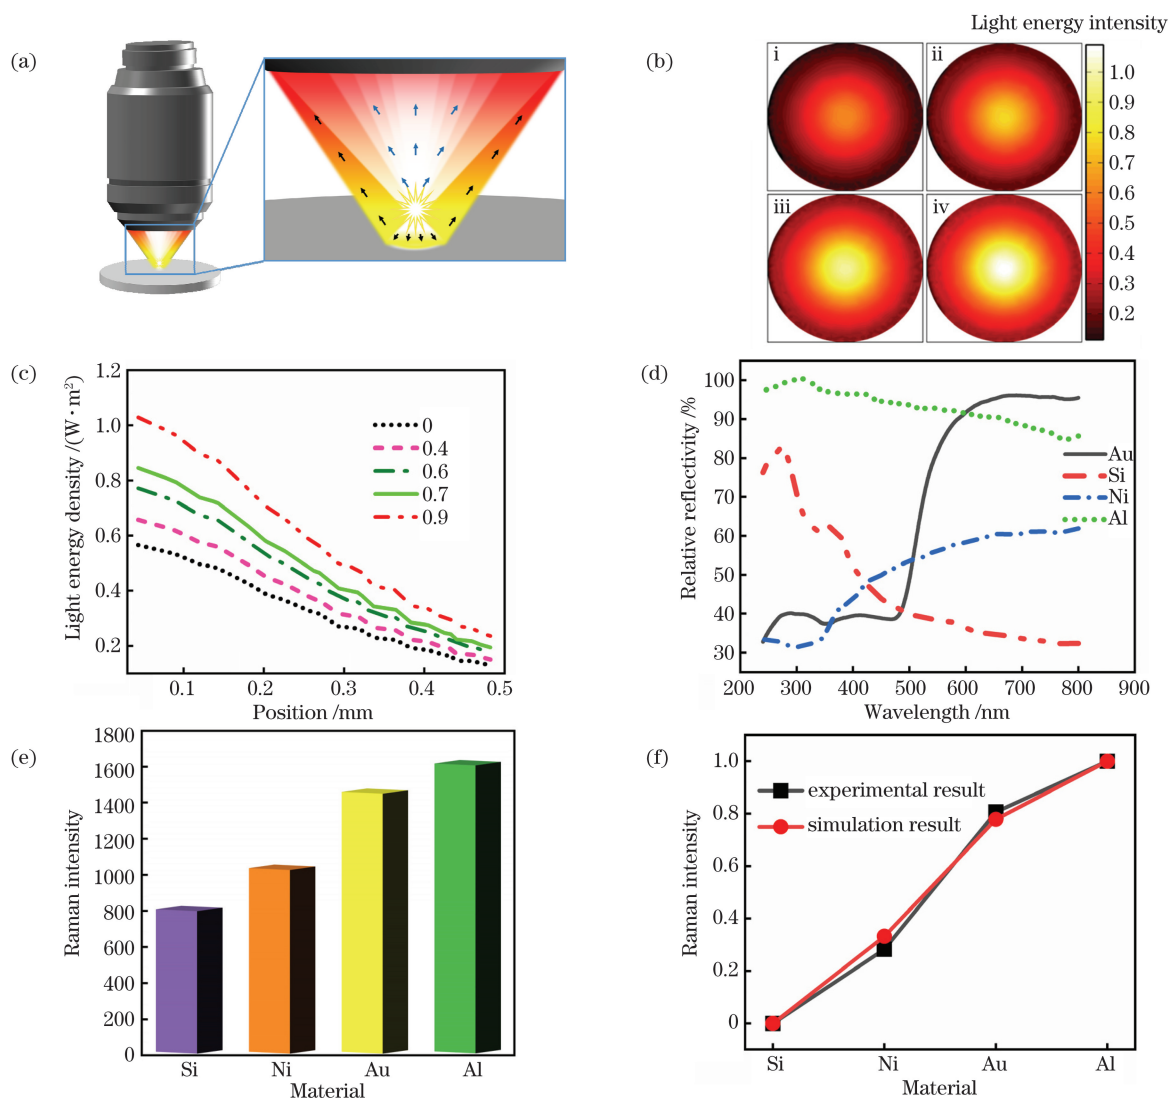 (a)
(b)
Light energy intensity
i
ii
iii
iv
1.0
0.9
0.8
0.7
0.6
0.5
0.4
0.3
0.2
(c)
Light energy density /(W·m²)
1.2
1.0
0.8
0.6
0.4
0.2
0
0.4
0.6
0.7
0.9
0.1
0.2
0.3
0.4
0.5
Position /mm
(d)
Relative reflectivity /%
100
90
80
70
60
50
40
30
Au
Si
Ni
Al
200
300
400
500
600
700
800
900
Wavelength /nm
(e)
Raman intensity
1800
1600
1400
1200
1000
800
600
400
200
0
Si
Ni
Au
Al
Material
(f)
Raman intensity
1.0
0.8
0.6
0.4
0.2
0
experimental result
simulation result
Si
Ni
Au
Al
Material